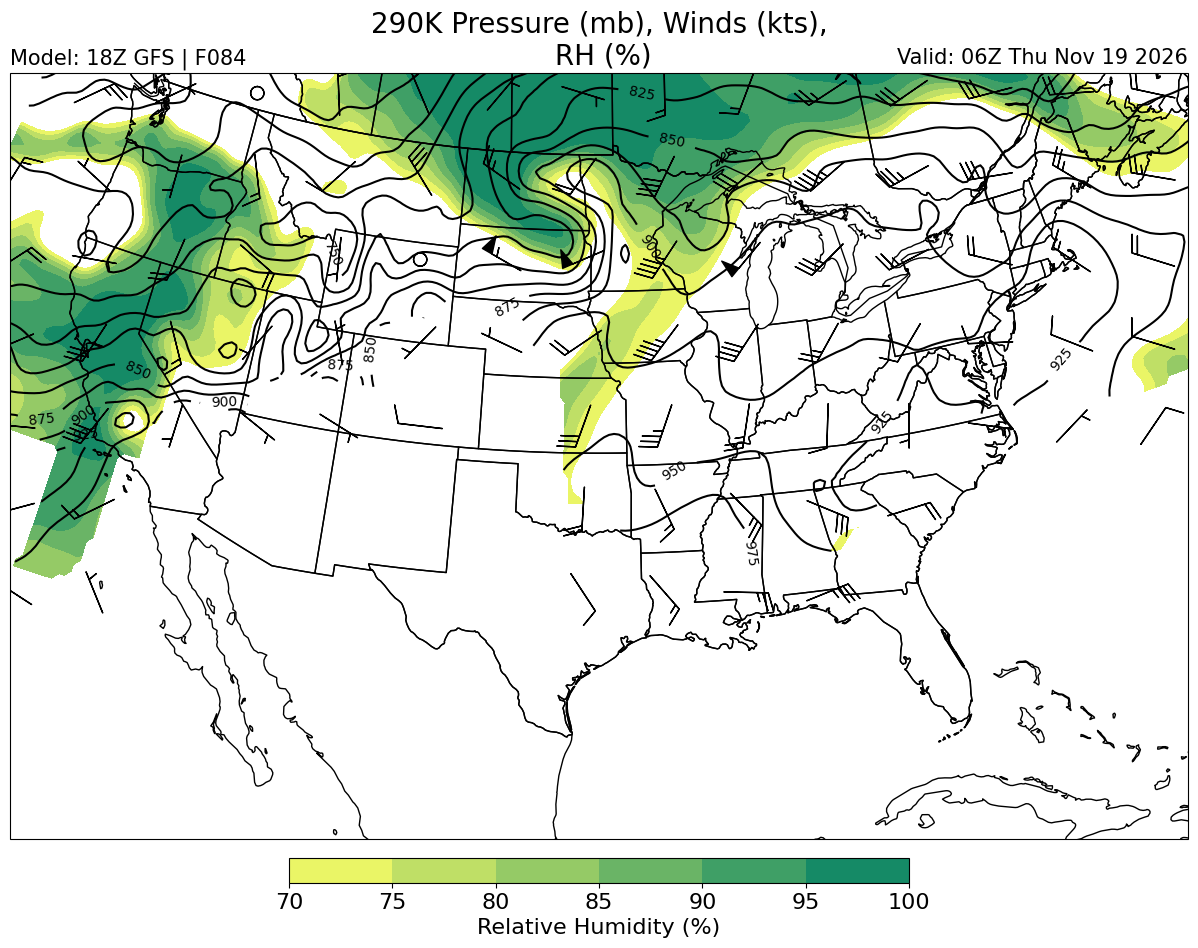 290K Pressure (mb), Winds (kts),
RH (%)
Model: 18Z GFS | F084
Valid: 06Z Thu Nov 19 2026
825
850
900
750
875
850
875
850
900
875
900
925
925
950
975
70 75 80 85 90 95 100
Relative Humidity (%)